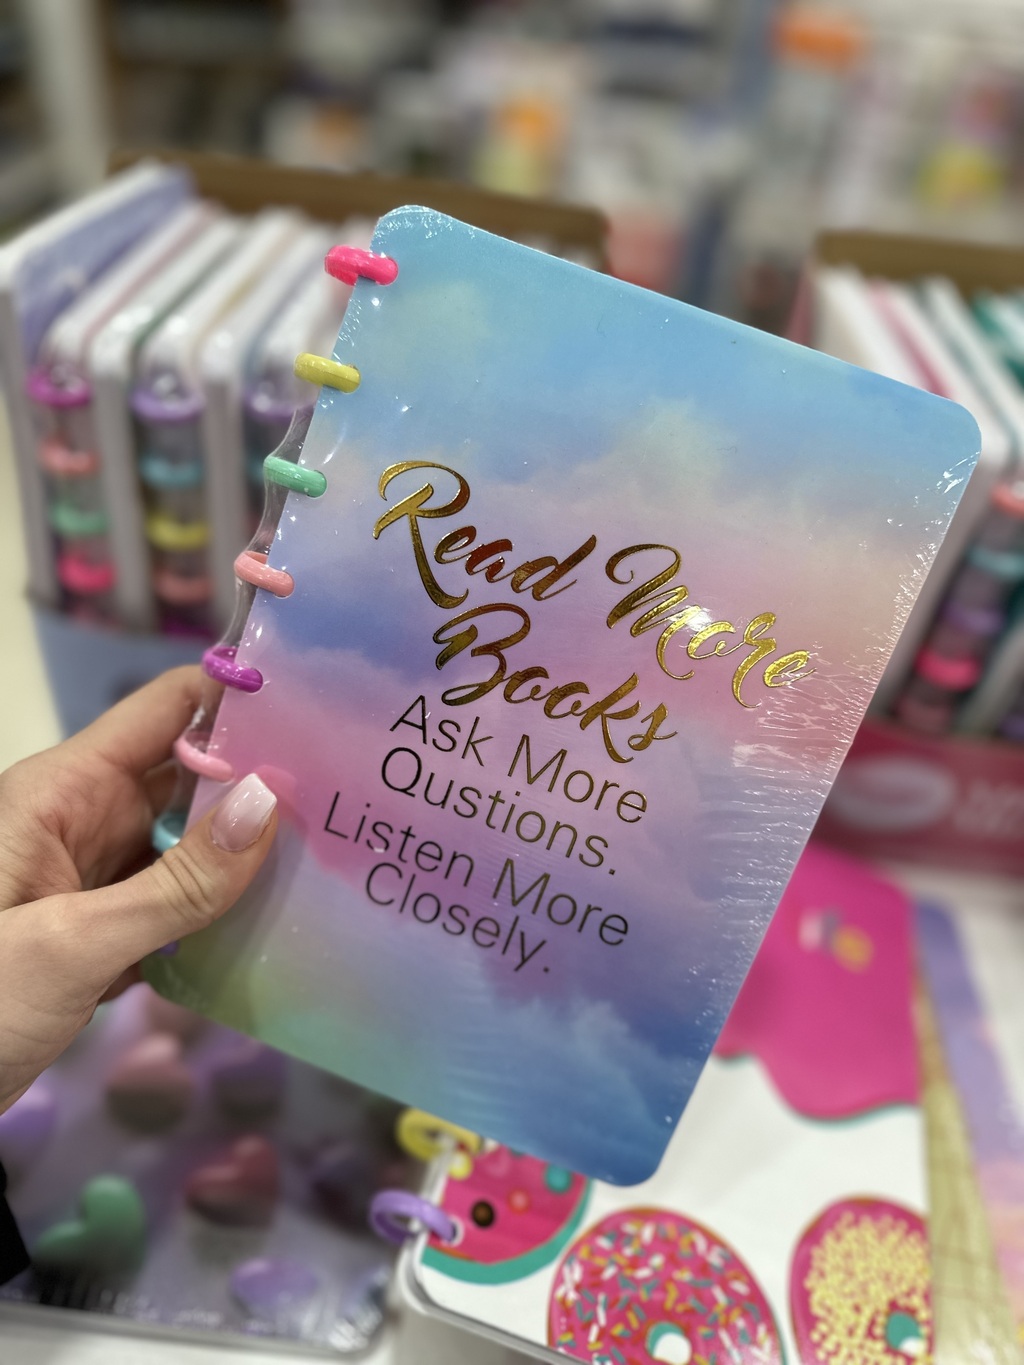 Read More
Books
Ask More
Qustions.
Listen More
Closely.